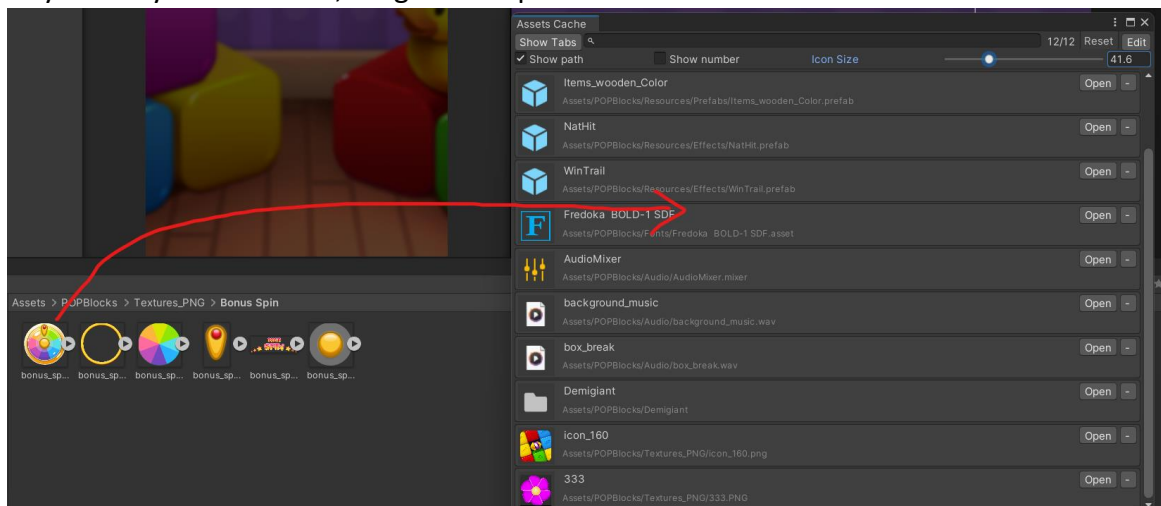 Assets Cache
Show Tabs 12/12 Reset Edit
Show path Show number Icon Size 41.6
Items_wooden_Color Open -
Assets/POPBlocks/Resources/Prefabs/Items_wooden_Color.prefab
NatHit Open -
Assets/POPBlocks/Resources/Effects/NatHit.prefab
WinTrail Open -
Assets/POPBlocks/Resources/Effects/WinTrail.prefab
Fredoka BOLD-1 SDF Open -
Assets/POPBlocks/Fonts/Fredoka BOLD-1 SDF.asset
AudioMixer Open -
Assets/POPBlocks/Audio/AudioMixer.mixer
background_music Open -
Assets/POPBlocks/Audio/background_music.wav
box_break Open -
Assets/POPBlocks/Audio/box_break.wav
Demigiant Open -
Assets/POPBlocks/Demigiant
icon_160 Open -
Assets/POPBlocks/Textures_PNG/icon_160.png
333 Open -
Assets/POPBlocks/Textures_PNG/333.PNG
Assets > POPBlocks > Textures_PNG > Bonus Spin
bonus_sp... bonus_sp... bonus_sp... bonus_sp... bonus_sp... bonus_sp...